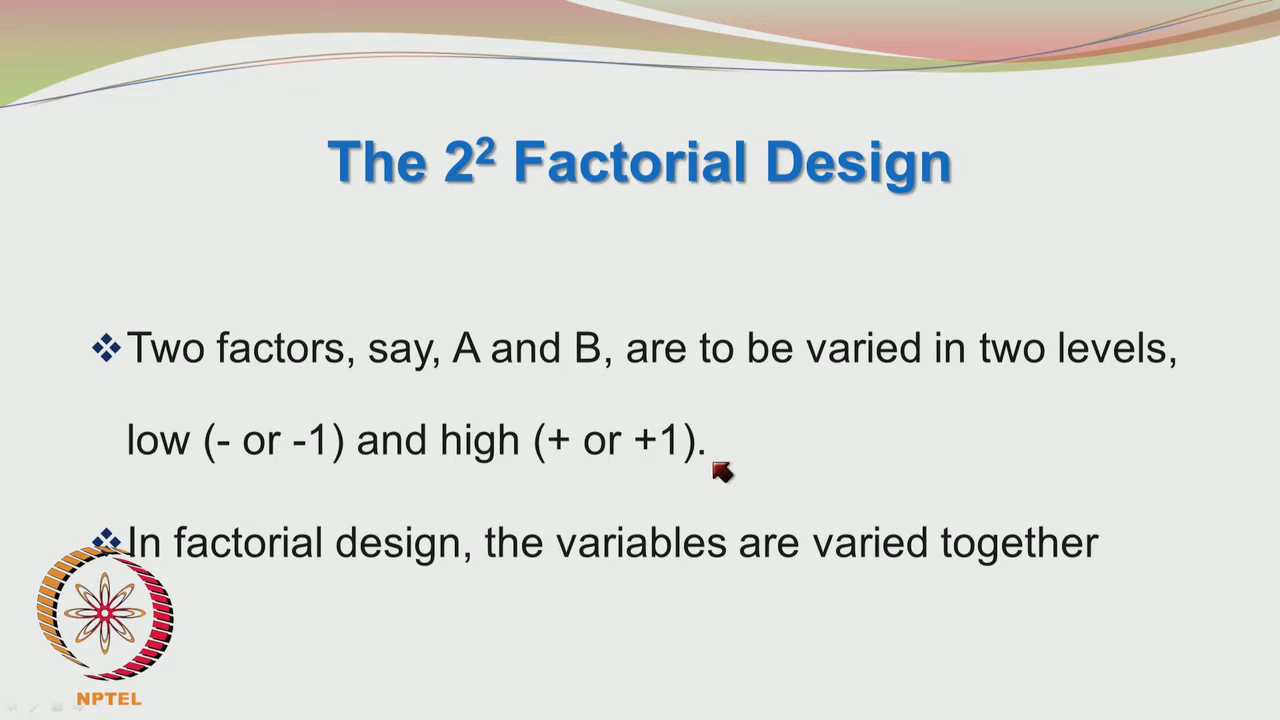 The 2² Factorial Design
❖Two factors, say, A and B, are to be varied in two levels,
low (- or -1) and high (+ or +1).
❖In factorial design, the variables are varied together
NPTEL